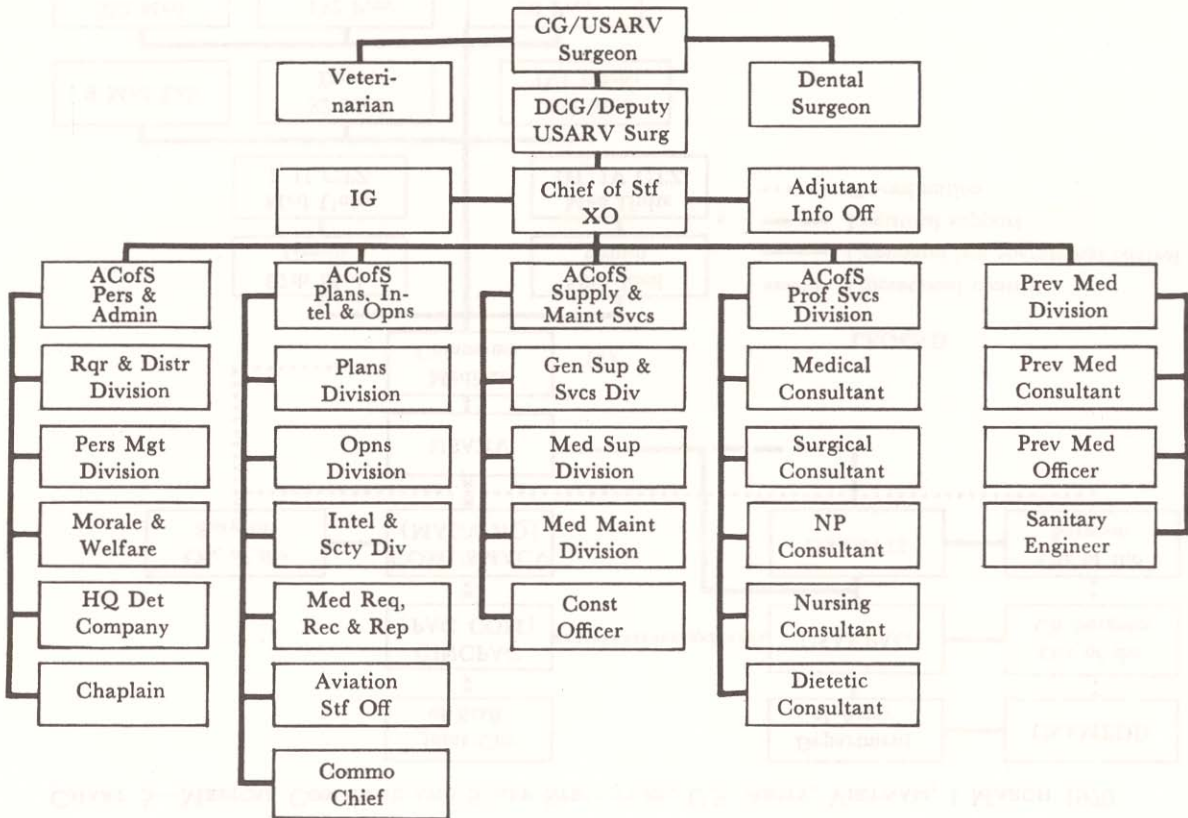 CG/USARV
Surgeon
Veteri-
narian
Dental
Surgeon
DCG/Deputy
USARV Surg
IG
Chief of Stf
XO
Adjutant
Info Off
ACofS
Pers &
Admin
Rqr & Distr
Division
Pers Mgt
Division
Morale &
Welfare
HQ Det
Company
Chaplain
ACofS
Plans, In-
tel & Opns
Plans
Division
Opns
Division
Intel &
Scty Div
Med Req,
Rec & Rep
Aviation
Stf Off
Commo
Chief
ACofS
Supply &
Maint Svcs
Gen Sup &
Svcs Div
Med Sup
Division
Med Maint
Division
Const
Officer
ACofS
Prof Svcs
Division
Medical
Consultant
Surgical
Consultant
NP
Consultant
Nursing
Consultant
Dietetic
Consultant
Prev Med
Division
Prev Med
Consultant
Prev Med
Officer
Sanitary
Engineer